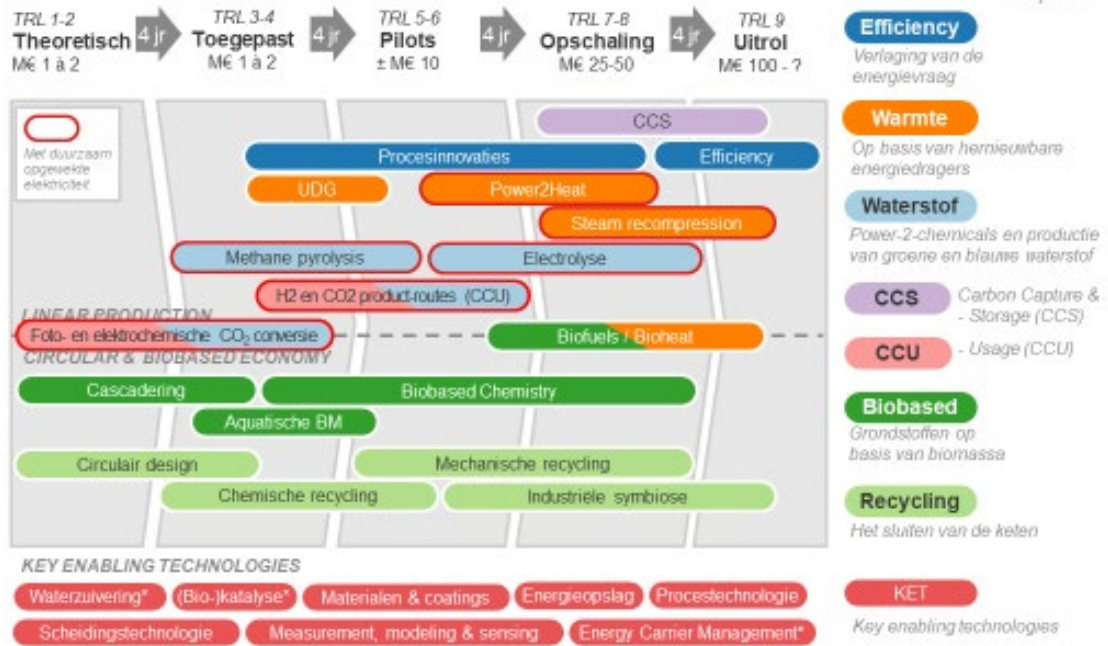 TRL 1-2
Theoretisch
M€ 1 à 2
4 jr
TRL 3-4
Toegepast
M€ 1 à 2
4 jr
TRL 5-6
Pilots
± M€ 10
4 jr
TRL 7-8
Opschaling
M€ 25-50
4 jr
TRL 9
Uitrol
M€ 100 - ?
Met duurzaam
opgewekte
elektriciteit
CCS
Procesinnovaties
Efficiency
UDG
Power2Heat
Steam recompression
Methane pyrolysis
Electrolyse
H2 en CO2 product-routes (CCU)
LINEAR PRODUCTION
Foto- en elektrochemische CO₂ conversie
Biofuels / Bioheat
CIRCULAR & BIOBASED ECONOMY
Cascadering
Biobased Chemistry
Aquatische BM
Circulair design
Mechanische recycling
Chemische recycling
Industriële symbiose
KEY ENABLING TECHNOLOGIES
Waterzuivering*
(Bio-)katalyse*
Materialen & coatings
Energieopslag
Procestechnologie
Scheidingstechnologie
Measurement, modeling & sensing
Energy Carrier Management*
Efficiency
Verlaging van de
energievraag
Warmte
Op basis van hernieuwbare
energiedragers
Waterstof
Power-2-chemicals en productie
van groene en blauwe waterstof
CCS
Carbon Capture &
- Storage (CCS)
CCU
- Usage (CCU)
Biobased
Grondstoffen op
basis van biomassa
Recycling
Het sluiten van de keten
KET
Key enabling technologies